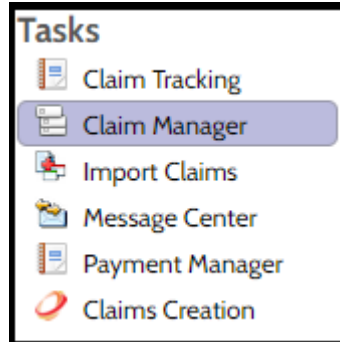 Tasks
Claim Tracking
Claim Manager
Import Claims
Message Center
Payment Manager
Claims Creation